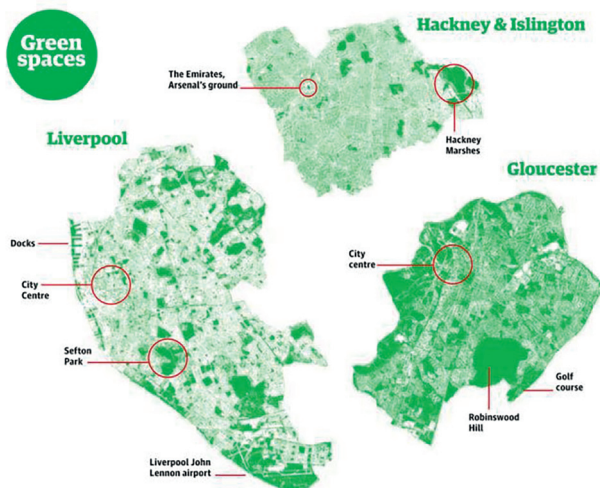 Green
spaces
Hackney & Islington
The Emirates,
Arsenal's ground
Hackney
Marshes
Liverpool
Docks
City
Centre
Sefton
Park
Liverpool John
Lennon airport
Gloucester
City
centre
Golf
course
Robinswood
Hill